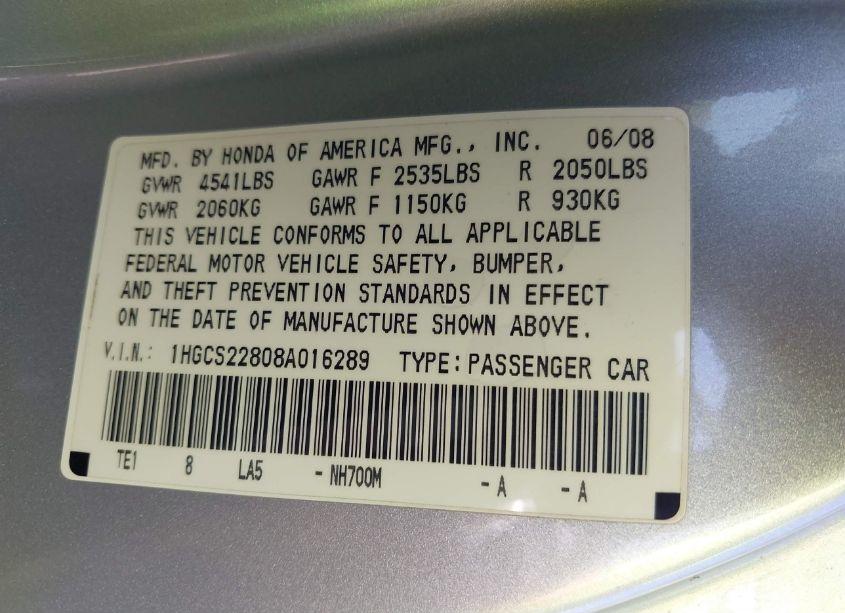 MFD. BY HONDA OF AMERICA MFG., INC. 06/08
GVWR 4541LBS GAWR F 2535LBS R 2050LBS
GVWR 2060KG GAWR F 1150KG R 930KG
THIS VEHICLE CONFORMS TO ALL APPLICABLE
FEDERAL MOTOR VEHICLE SAFETY, BUMPER,
AND THEFT PREVENTION STANDARDS IN EFFECT
ON THE DATE OF MANUFACTURE SHOWN ABOVE.
V.I.N.: 1HGCS22808A016289 TYPE: PASSENGER CAR
TE1 8 LA5 - NH700M - A - A